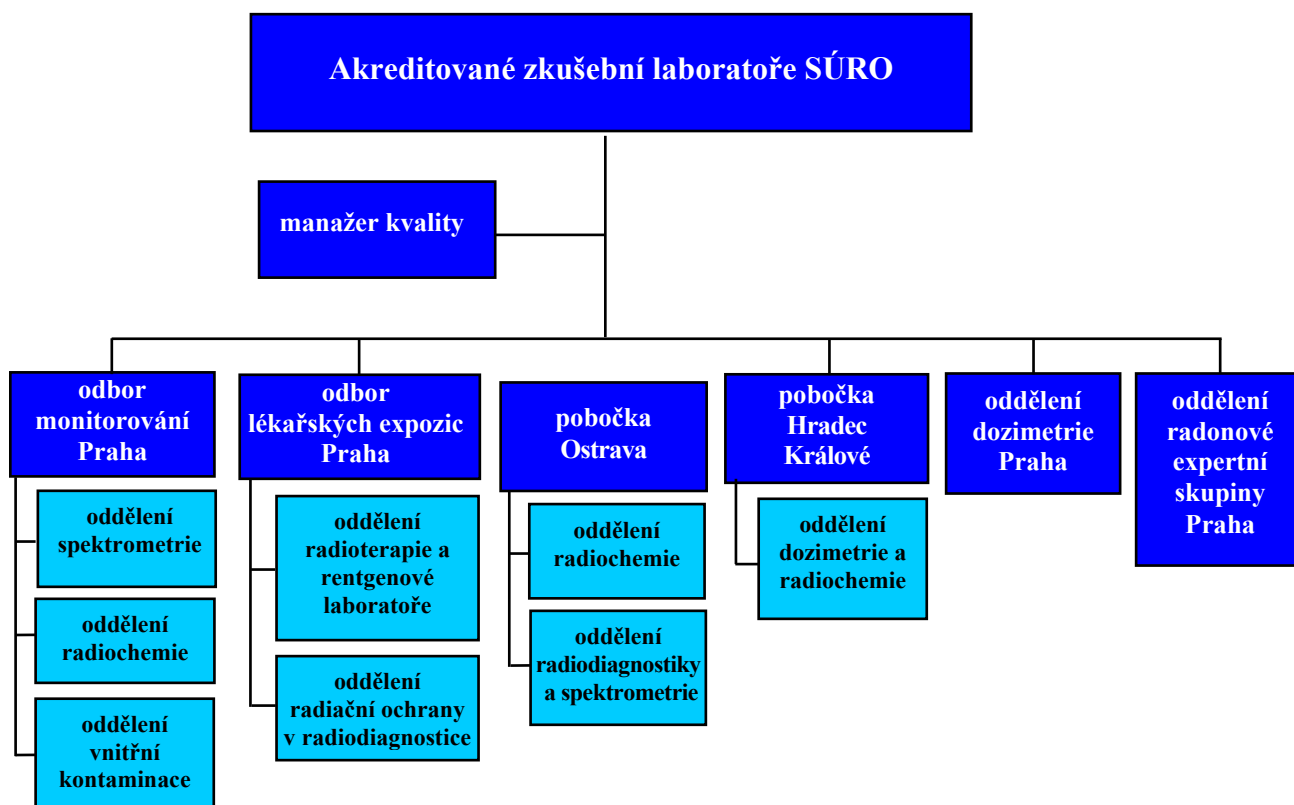 Akreditované zkušební laboratoře SÚRO
manažer kvality
odbor
monitorování
Praha
odbor
lékařských expozic
Praha
pobočka
Ostrava
pobočka
Hradec
Králové
oddělení
dozimetrie
Praha
oddělení
radonové
expertní
skupiny
Praha
oddělení
spektrometrie
oddělení
radiochemie
oddělení
vnitřní
kontaminace
oddělení
radioterapie a
rentgenové
laboratoře
oddělení
radiační ochrany
v radiodiagnostice
oddělení
radiochemie
oddělení
radiodiagnostiky
a spektrometrie
oddělení
dozimetrie a
radiochemie